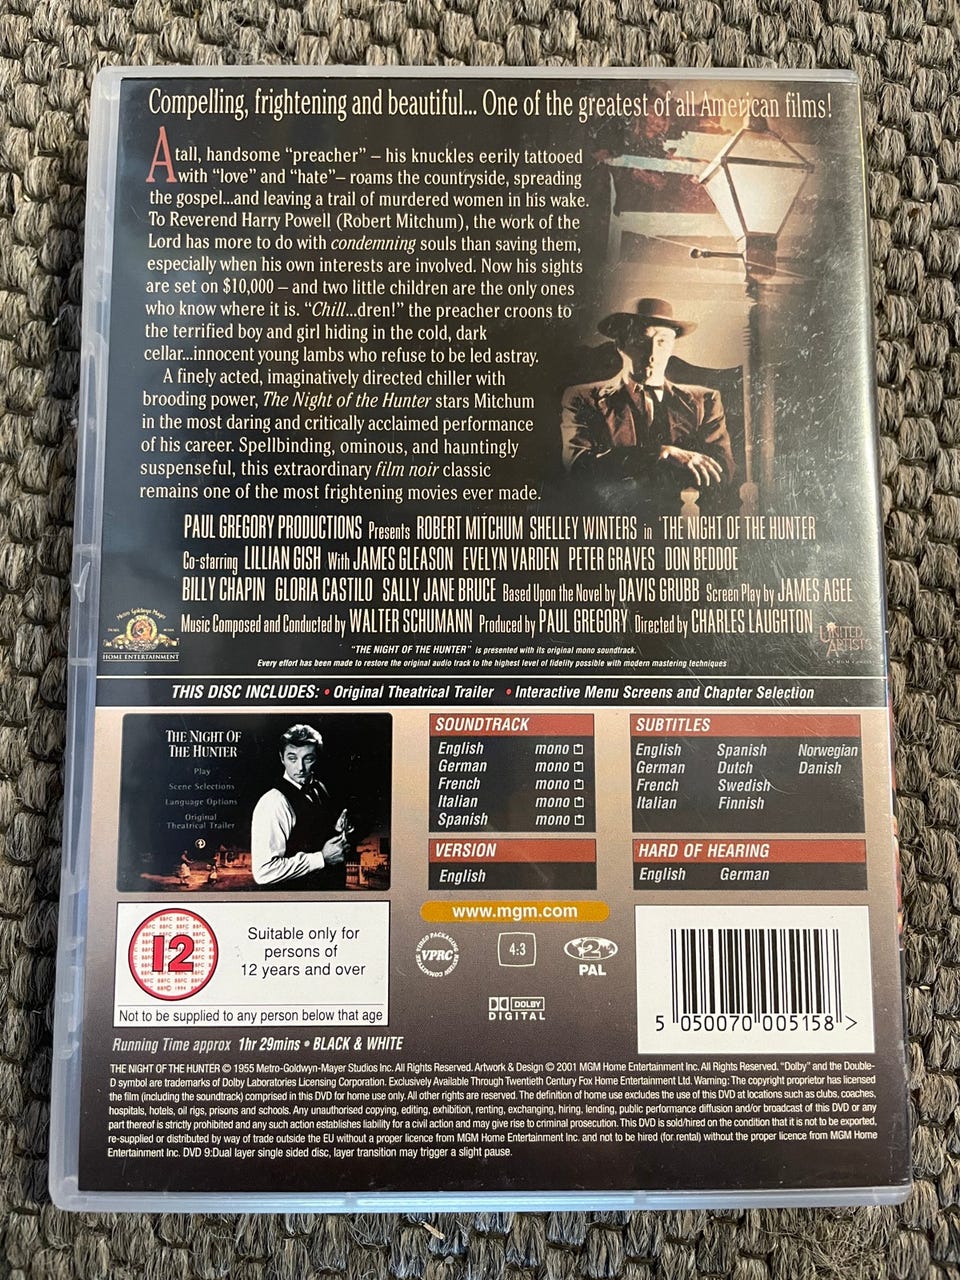 Compelling, frightening and beautiful... One of the greatest of all American films!
A tall, handsome “preacher” – his knuckles eerily tattooed
with “love” and “hate”– roams the countryside, spreading
the gospel...and leaving a trail of murdered women in his wake.
To Reverend Harry Powell (Robert Mitchum), the work of the
Lord has more to do with condemning souls than saving them,
especially when his own interests are involved. Now his sights
are set on $10,000 – and two little children are the only ones
who know where it is. “Chill...dren!” the preacher croons to
the terrified boy and girl hiding in the cold, dark
cellar...innocent young lambs who refuse to be led astray.
A finely acted, imaginatively directed chiller with
brooding power, The Night of the Hunter stars Mitchum
in the most daring and critically acclaimed performance
of his career. Spellbinding, ominous, and hauntingly
suspenseful, this extraordinary film noir classic
remains one of the most frightening movies ever made.
PAUL GREGORY PRODUCTIONS Presents ROBERT MITCHUM SHELLEY WINTERS in 'THE NIGHT OF THE HUNTER'
Co-starring LILLIAN GISH With JAMES GLEASON EVELYN VARDEN PETER GRAVES DON BEDDOE
BILLY CHAPIN GLORIA CASTILO SALLY JANE BRUCE Based Upon the Novel by DAVIS GRUBB Screen Play by JAMES AGEE
Music Composed and Conducted by WALTER SCHUMANN Produced by PAUL GREGORY Directed by CHARLES LAUGHTON
Metro Goldwyn Mayer
HOME ENTERTAINMENT
UNITED
ARTISTS
"THE NIGHT OF THE HUNTER" is presented with its original mono soundtrack.
Every effort has been made to restore the original audio track to the highest level of fidelity possible with modern mastering techniques
THIS DISC INCLUDES: • Original Theatrical Trailer • Interactive Menu Screens and Chapter Selection
THE NIGHT OF
THE HUNTER
Play
Scene Selections
Language Options
Original
Theatrical Trailer
SOUNDTRACK
English mono
German mono
French mono
Italian mono
Spanish mono
VERSION
English
SUBTITLES
English Spanish Norwegian
German Dutch Danish
French Swedish
Italian Finnish
HARD OF HEARING
English German
www.mgm.com
12
Suitable only for
persons of
12 years and over
Not to be supplied to any person below that age
VIDEO PACKAGING REVIEW COMMITTEE
VPRC
4:3
2
PAL
DOLBY
DIGITAL
5 050070 005158 >
Running Time approx 1hr 29mins • BLACK & WHITE
THE NIGHT OF THE HUNTER © 1955 Metro-Goldwyn-Mayer Studios Inc. All Rights Reserved. Artwork & Design © 2001 MGM Home Entertainment Inc. All Rights Reserved. "Dolby" and the Double-
D symbol are trademarks of Dolby Laboratories Licensing Corporation. Exclusively Available Through Twentieth Century Fox Home Entertainment Ltd. Warning: The copyright proprietor has licensed
the film (including the soundtrack) comprised in this DVD for home use only. All other rights are reserved. The definition of home use excludes the use of this DVD at locations such as clubs, coaches,
hospitals, hotels, oil rigs, prisons and schools. Any unauthorised copying, editing, exhibition, renting, exchanging, hiring, lending, public performance diffusion and/or broadcast of this DVD or any
part thereof is strictly prohibited and any such action establishes liability for a civil action and may give rise to criminal prosecution. This DVD is sold/hired on the condition that it is not to be exported,
re-supplied or distributed by way of trade outside the EU without a proper licence from MGM Home Entertainment Inc. and not to be hired (for rental) without the proper licence from MGM Home
Entertainment Inc. DVD 9:Dual layer single sided disc, layer transition may trigger a slight pause.